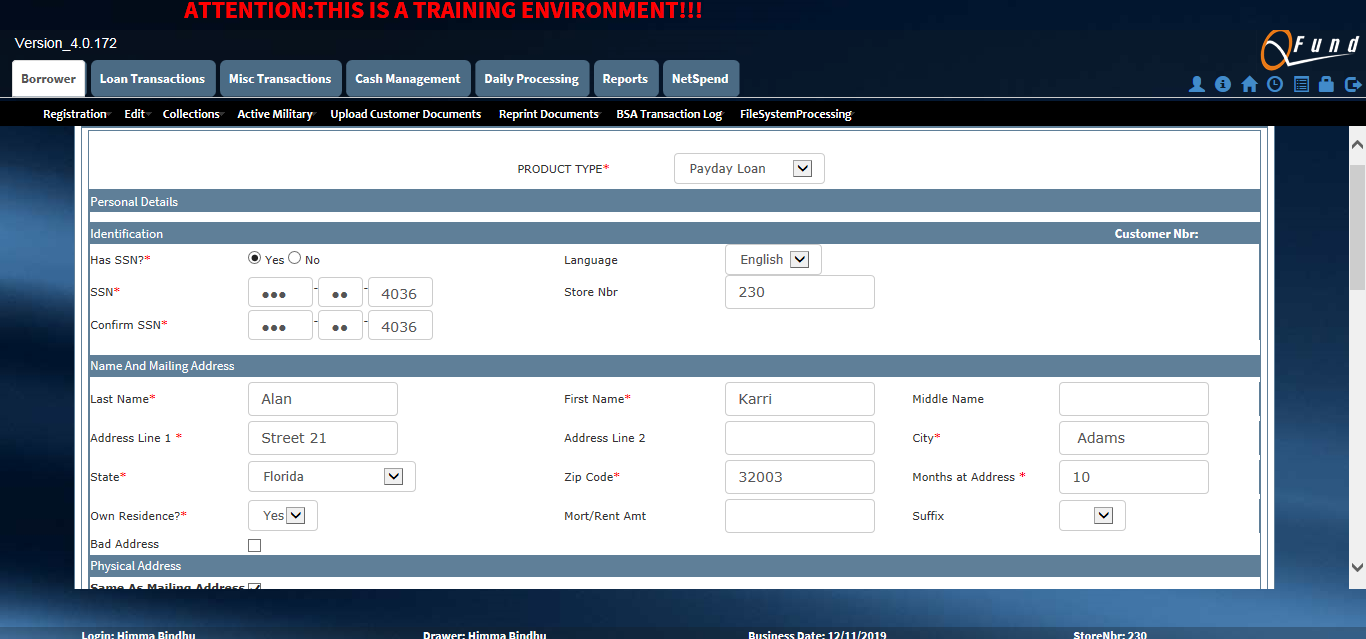 ATTENTION:THIS IS A TRAINING ENVIRONMENT!!!
Version_4.0.172
QFund
Borrower Loan Transactions Misc Transactions Cash Management Daily Processing Reports NetSpend
Registration Edit Collections Active Military Upload Customer Documents Reprint Documents BSA Transaction Log FileSystemProcessing
PRODUCT TYPE* Payday Loan
Personal Details
Identification Customer Nbr:
Has SSN?* Yes No Language English
SSN* ●●● - ●● - 4036 Store Nbr 230
Confirm SSN* ●●● - ●● - 4036
Name And Mailing Address
Last Name* Alan First Name* Karri Middle Name
Address Line 1 * Street 21 Address Line 2 City* Adams
State* Florida Zip Code* 32003 Months at Address * 10
Own Residence?* Yes Mort/Rent Amt Suffix
Bad Address
Physical Address
Same As Mailing Address
Login: Himma Bindhu Drawer: Himma Bindhu Business Date: 12/11/2019 StoreNbr: 230